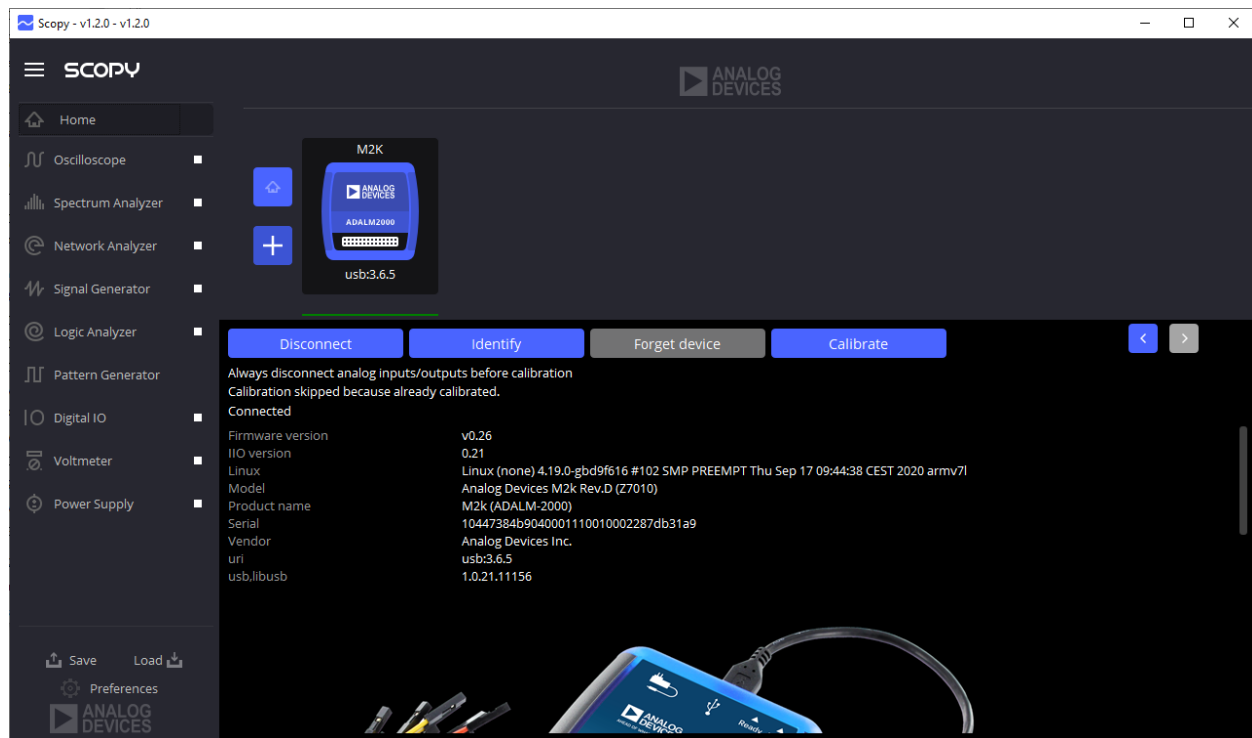 Scopy - v1.2.0 - v1.2.0
SCOPY
ANALOG
DEVICES
Home
Oscilloscope
Spectrum Analyzer
Network Analyzer
Signal Generator
Logic Analyzer
Pattern Generator
Digital IO
Voltmeter
Power Supply
Save Load
Preferences
ANALOG
DEVICES
M2K
ANALOG
DEVICES
ADALM2000
usb:3.6.5
Disconnect Identify Forget device Calibrate
Always disconnect analog inputs/outputs before calibration
Calibration skipped because already calibrated.
Connected
Firmware version v0.26
IIO version 0.21
Linux Linux (none) 4.19.0-gbd9f616 #102 SMP PREEMPT Thu Sep 17 09:44:38 CEST 2020 armv7l
Model Analog Devices M2k Rev.D (Z7010)
Product name M2k (ADALM-2000)
Serial 10447384b9040001110010002287db31a9
Vendor Analog Devices Inc.
uri usb:3.6.5
usb,libusb 1.0.21.11156
ANALOG
DEVICES
Ready